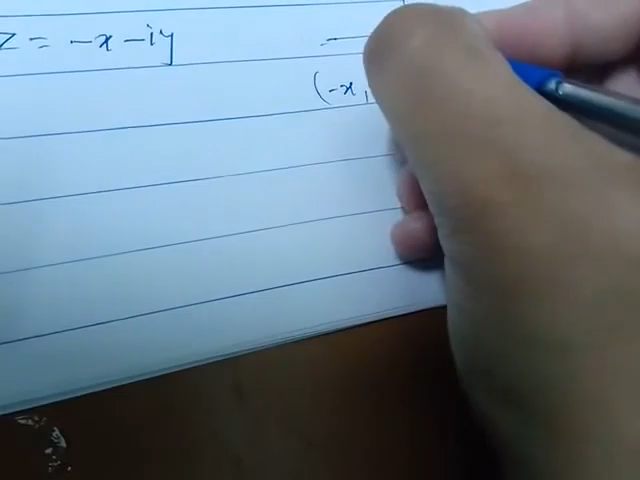 z = -x - iy
(-x,